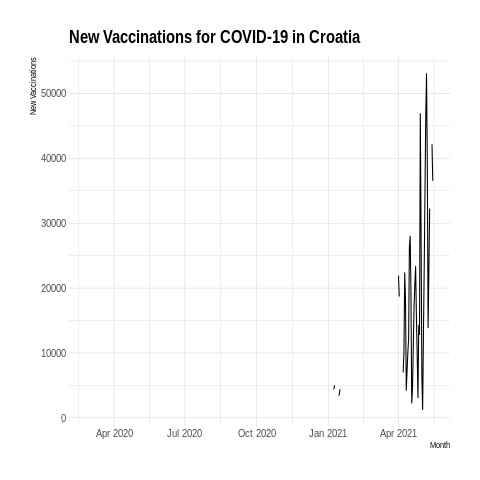 New Vaccinations for COVID-19 in Croatia
New Vaccinations
50000
40000
30000
20000
10000
0
Apr 2020 Jul 2020 Oct 2020 Jan 2021 Apr 2021
Month